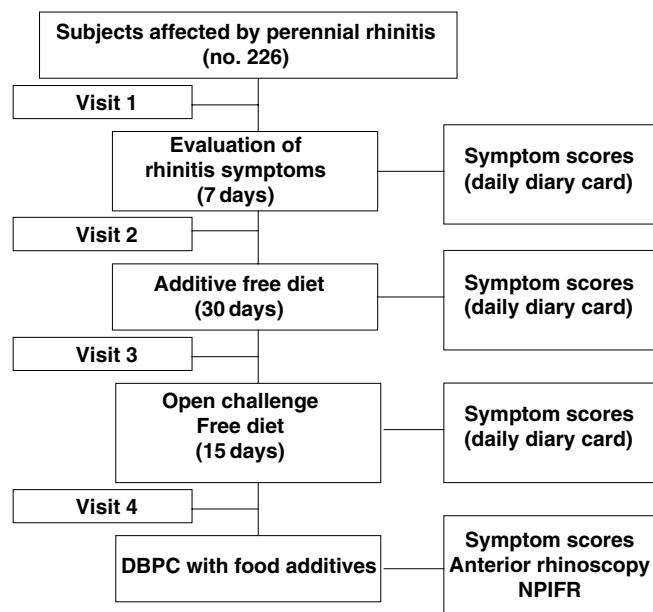 Subjects affected by perennial rhinitis
(no. 226)
Visit 1
Evaluation of
rhinitis symptoms
(7 days)
Symptom scores
(daily diary card)
Visit 2
Additive free diet
(30 days)
Symptom scores
(daily diary card)
Visit 3
Open challenge
Free diet
(15 days)
Symptom scores
(daily diary card)
Visit 4
DBPC with food additives
Symptom scores
Anterior rhinoscopy
NPIFR